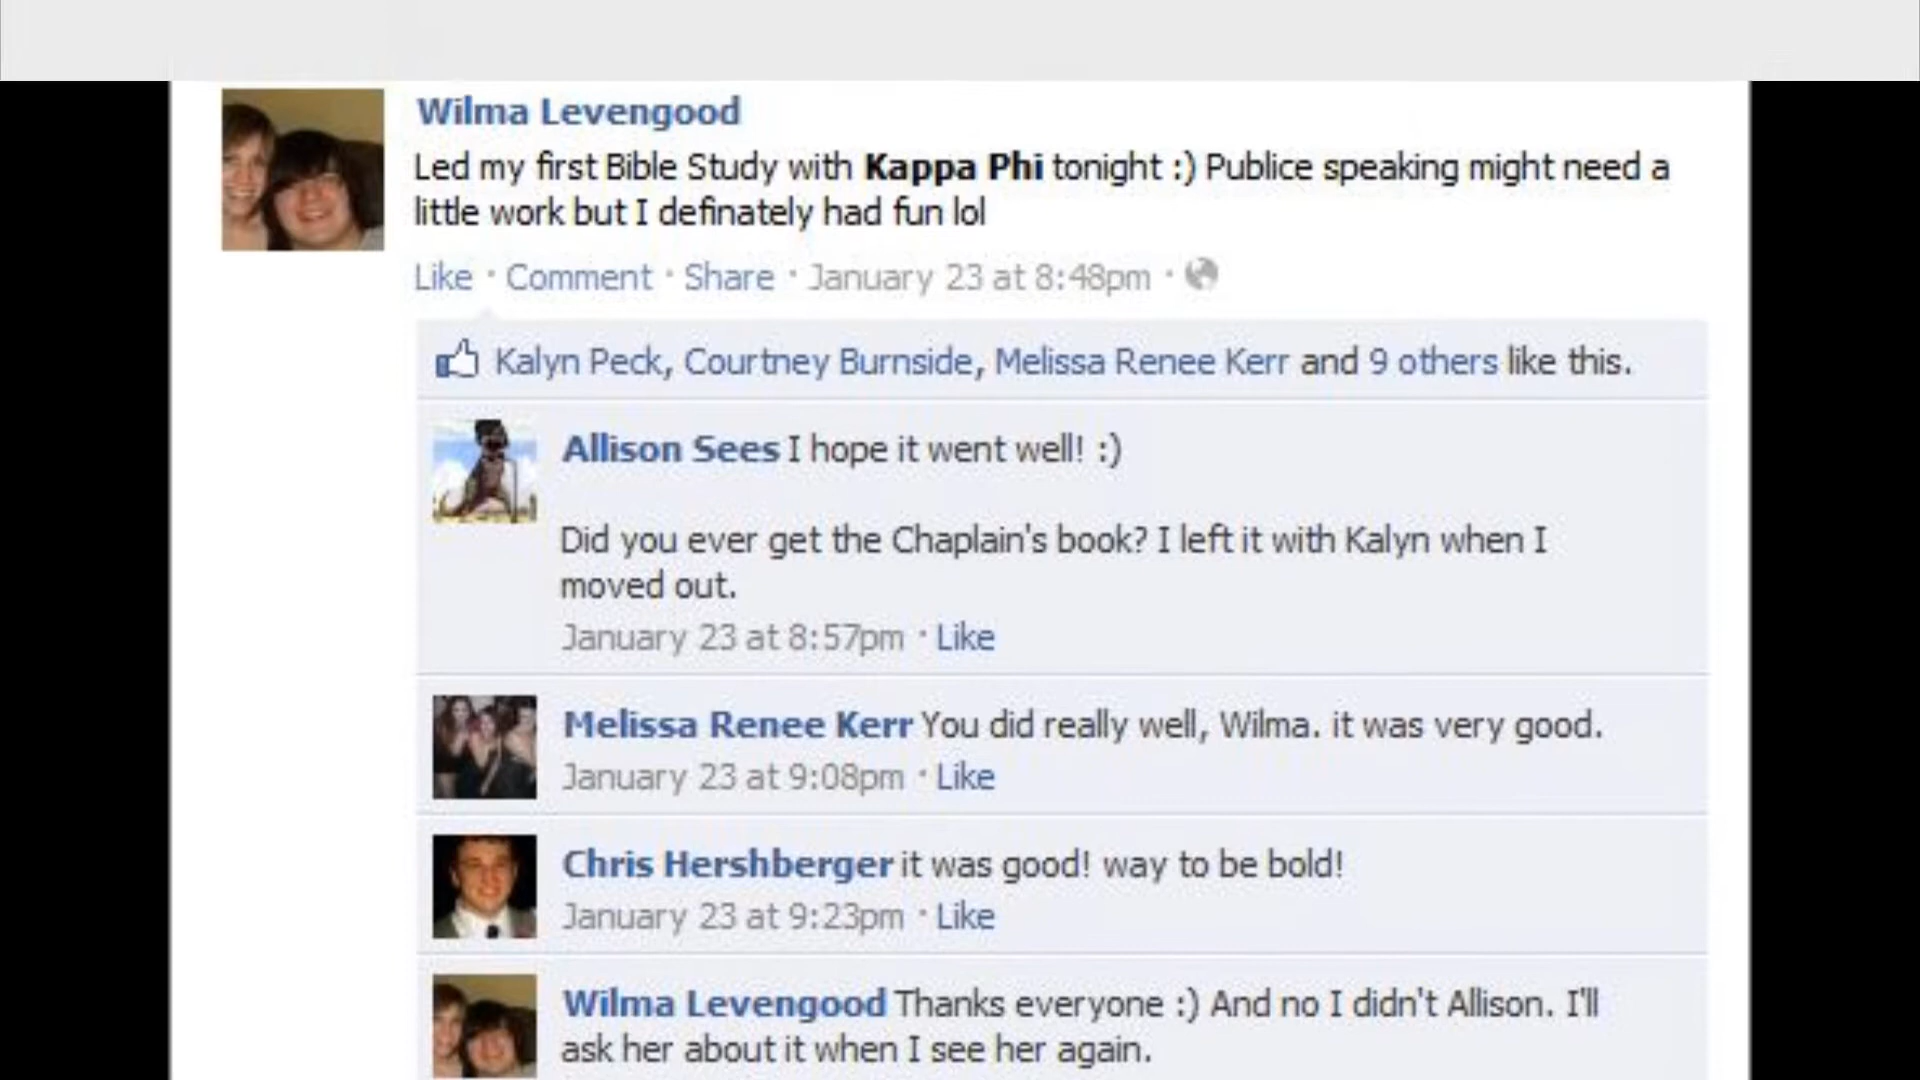 Wilma Levengood
Led my first Bible Study with Kappa Phi tonight :) Publice speaking might need a
little work but I definately had fun lol
Like · Comment · Share · January 23 at 8:48pm ·
Kalyn Peck, Courtney Burnside, Melissa Renee Kerr and 9 others like this.
Allison Sees I hope it went well! :)
Did you ever get the Chaplain's book? I left it with Kalyn when I
moved out.
January 23 at 8:57pm · Like
Melissa Renee Kerr You did really well, Wilma. it was very good.
January 23 at 9:08pm · Like
Chris Hershberger it was good! way to be bold!
January 23 at 9:23pm · Like
Wilma Levengood Thanks everyone :) And no I didn't Allison. I'll
ask her about it when I see her again.